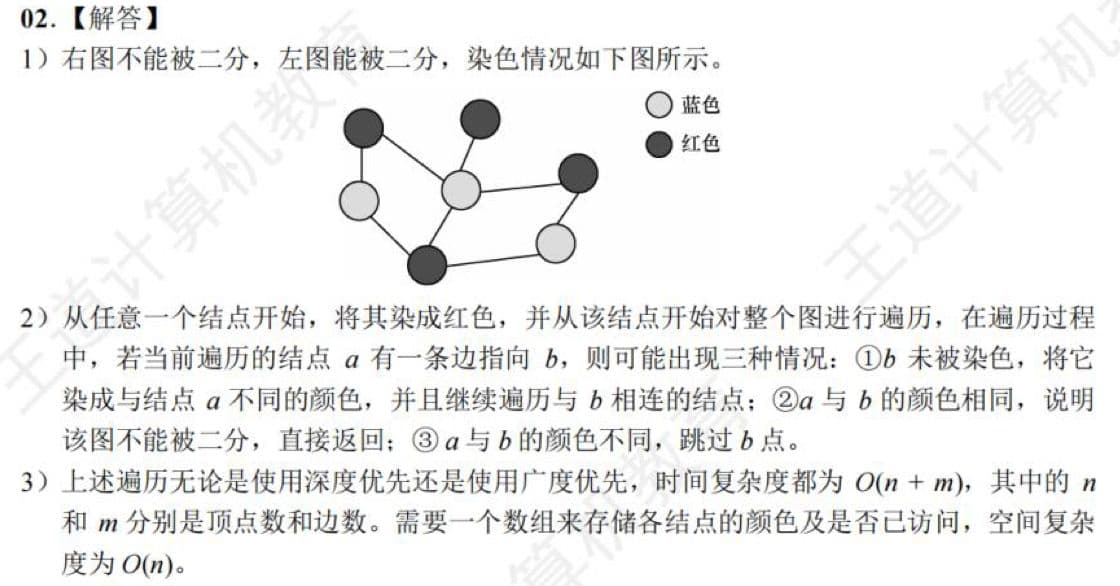 02.【解答】
1）右图不能被二分，左图能被二分，染色情况如下图所示。
蓝色
红色
2）从任意一个结点开始，将其染成红色，并从该结点开始对整个图进行遍历，在遍历过程
中，若当前遍历的结点 a 有一条边指向 b，则可能出现三种情况：①b 未被染色，将它
染成与结点 a 不同的颜色，并且继续遍历与 b 相连的结点；②a 与 b 的颜色相同，说明
该图不能被二分，直接返回；③ a 与 b 的颜色不同，跳过 b 点。
3）上述遍历无论是使用深度优先还是使用广度优先，时间复杂度都为 O(n + m)，其中的 n
和 m 分别是顶点数和边数。需要一个数组来存储各结点的颜色及是否已访问，空间复杂
度为 O(n)。
王道计算机教育
王道计算机
算机教育